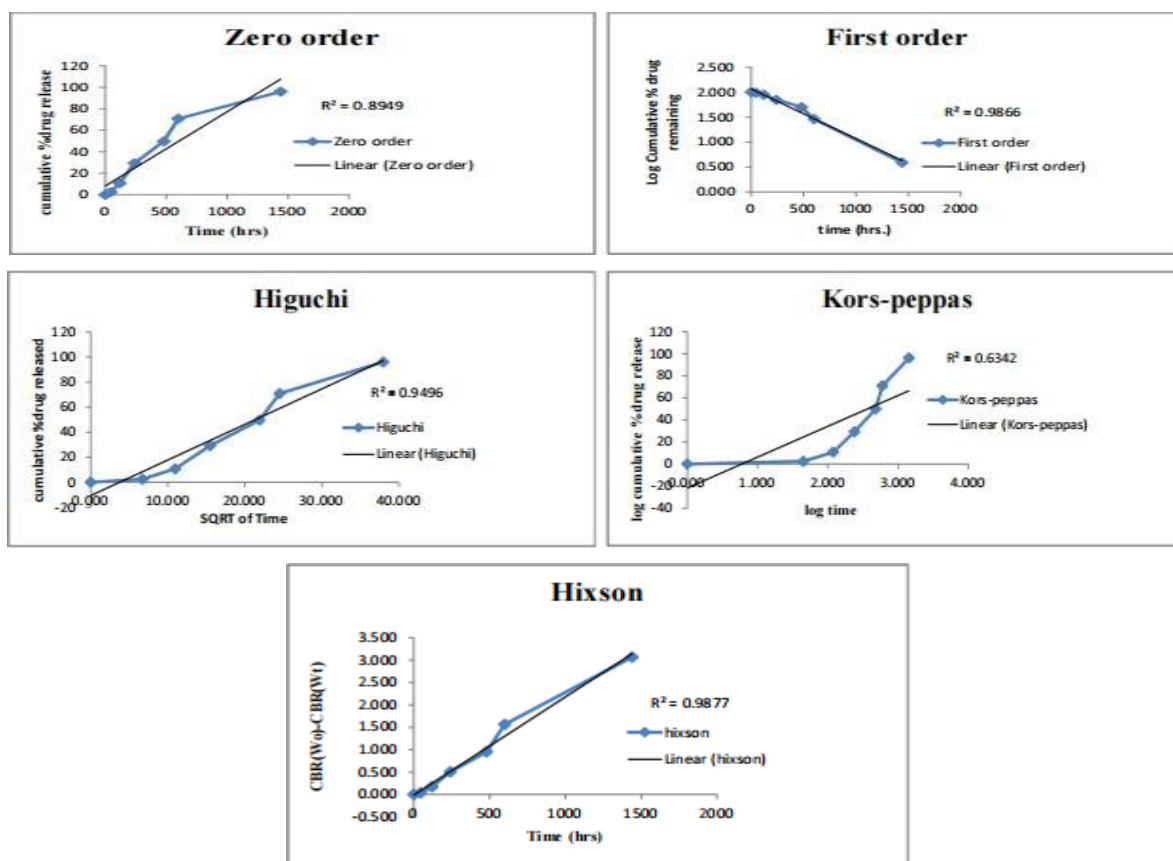 Zero order
cumulative %drug release
120
100
80
60
40
20
0
R² = 0.8949
Zero order
Linear (Zero order)
0 500 1000 1500 2000
Time (hrs)
First order
Log Cumulative % drug
remaining
2.500
2.000
1.500
1.000
0.500
0.000
R² = 0.9866
First order
Linear (First order)
0 500 1000 1500 2000
time (hrs.)
Higuchi
cumulative %drug released
120
100
80
60
40
20
0
-20
R² = 0.9496
Higuchi
Linear (Higuchi)
0.000 10.000 20.000 30.000 40.000
SQRT of Time
Kors-peppas
log cumulative %drug release
120
100
80
60
40
20
0
-20
-40
R² = 0.6342
Kors-peppas
Linear (Kors-peppas)
0.000 1.000 2.000 3.000 4.000
log time
Hixson
CBR(Wo)-CBR(Wt)
3.500
3.000
2.500
2.000
1.500
1.000
0.500
0.000
-0.500
R² = 0.9877
hixson
Linear (hixson)
0 500 1000 1500 2000
Time (hrs)